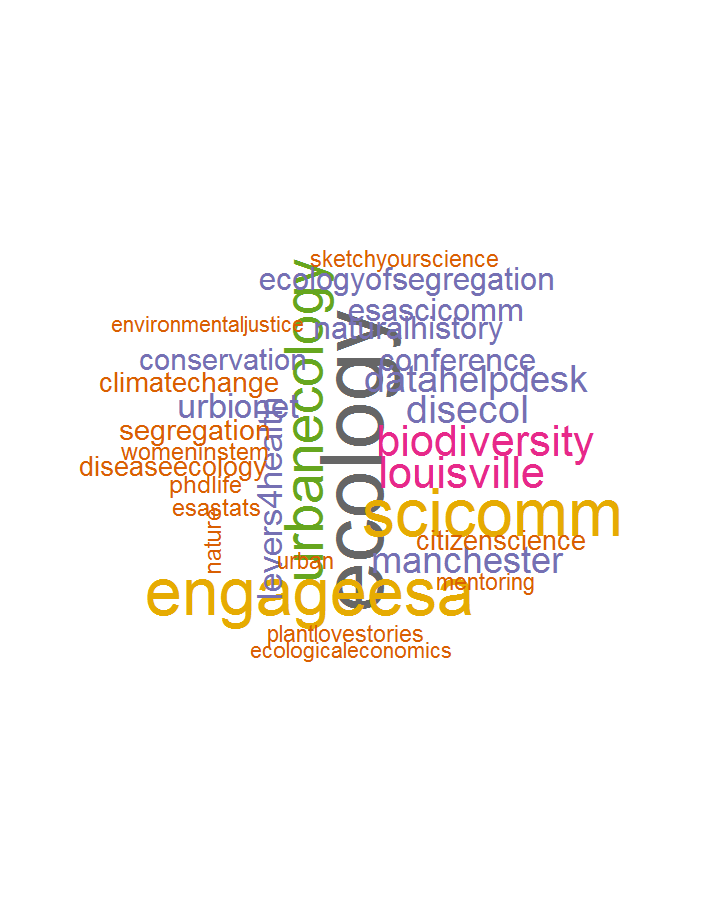 sketchyourscience
ecologyofsegregation
esascicomm
environmentaljustice
naturalhistory
conservation
conference
climatechange
datahelpdesk
urbionet
disecol
segregation
biodiversity
womeninstem
diseaseecology
louisville
phdlife
esastats
scicomm
nature
levers4health
urbanecology
ecology
citizenscience
urban
manchester
mentoring
engageesa
plantlovestories
ecologicaleconomics